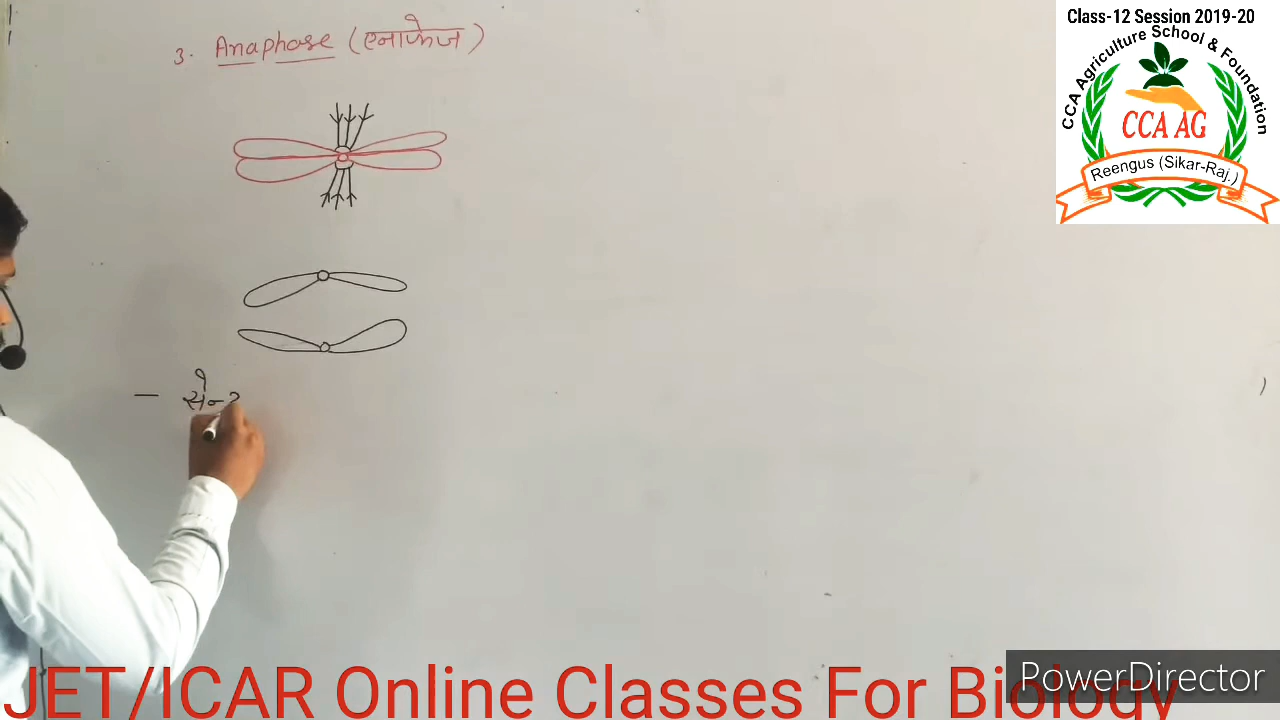 Class-12 Session 2019-20
CCA Agriculture School & Foundation
CCA AG
Reengus (Sikar-Raj.)
3. Anaphase (एनाफेज)
JET/ICAR Online Classes For Biology
PowerDirector